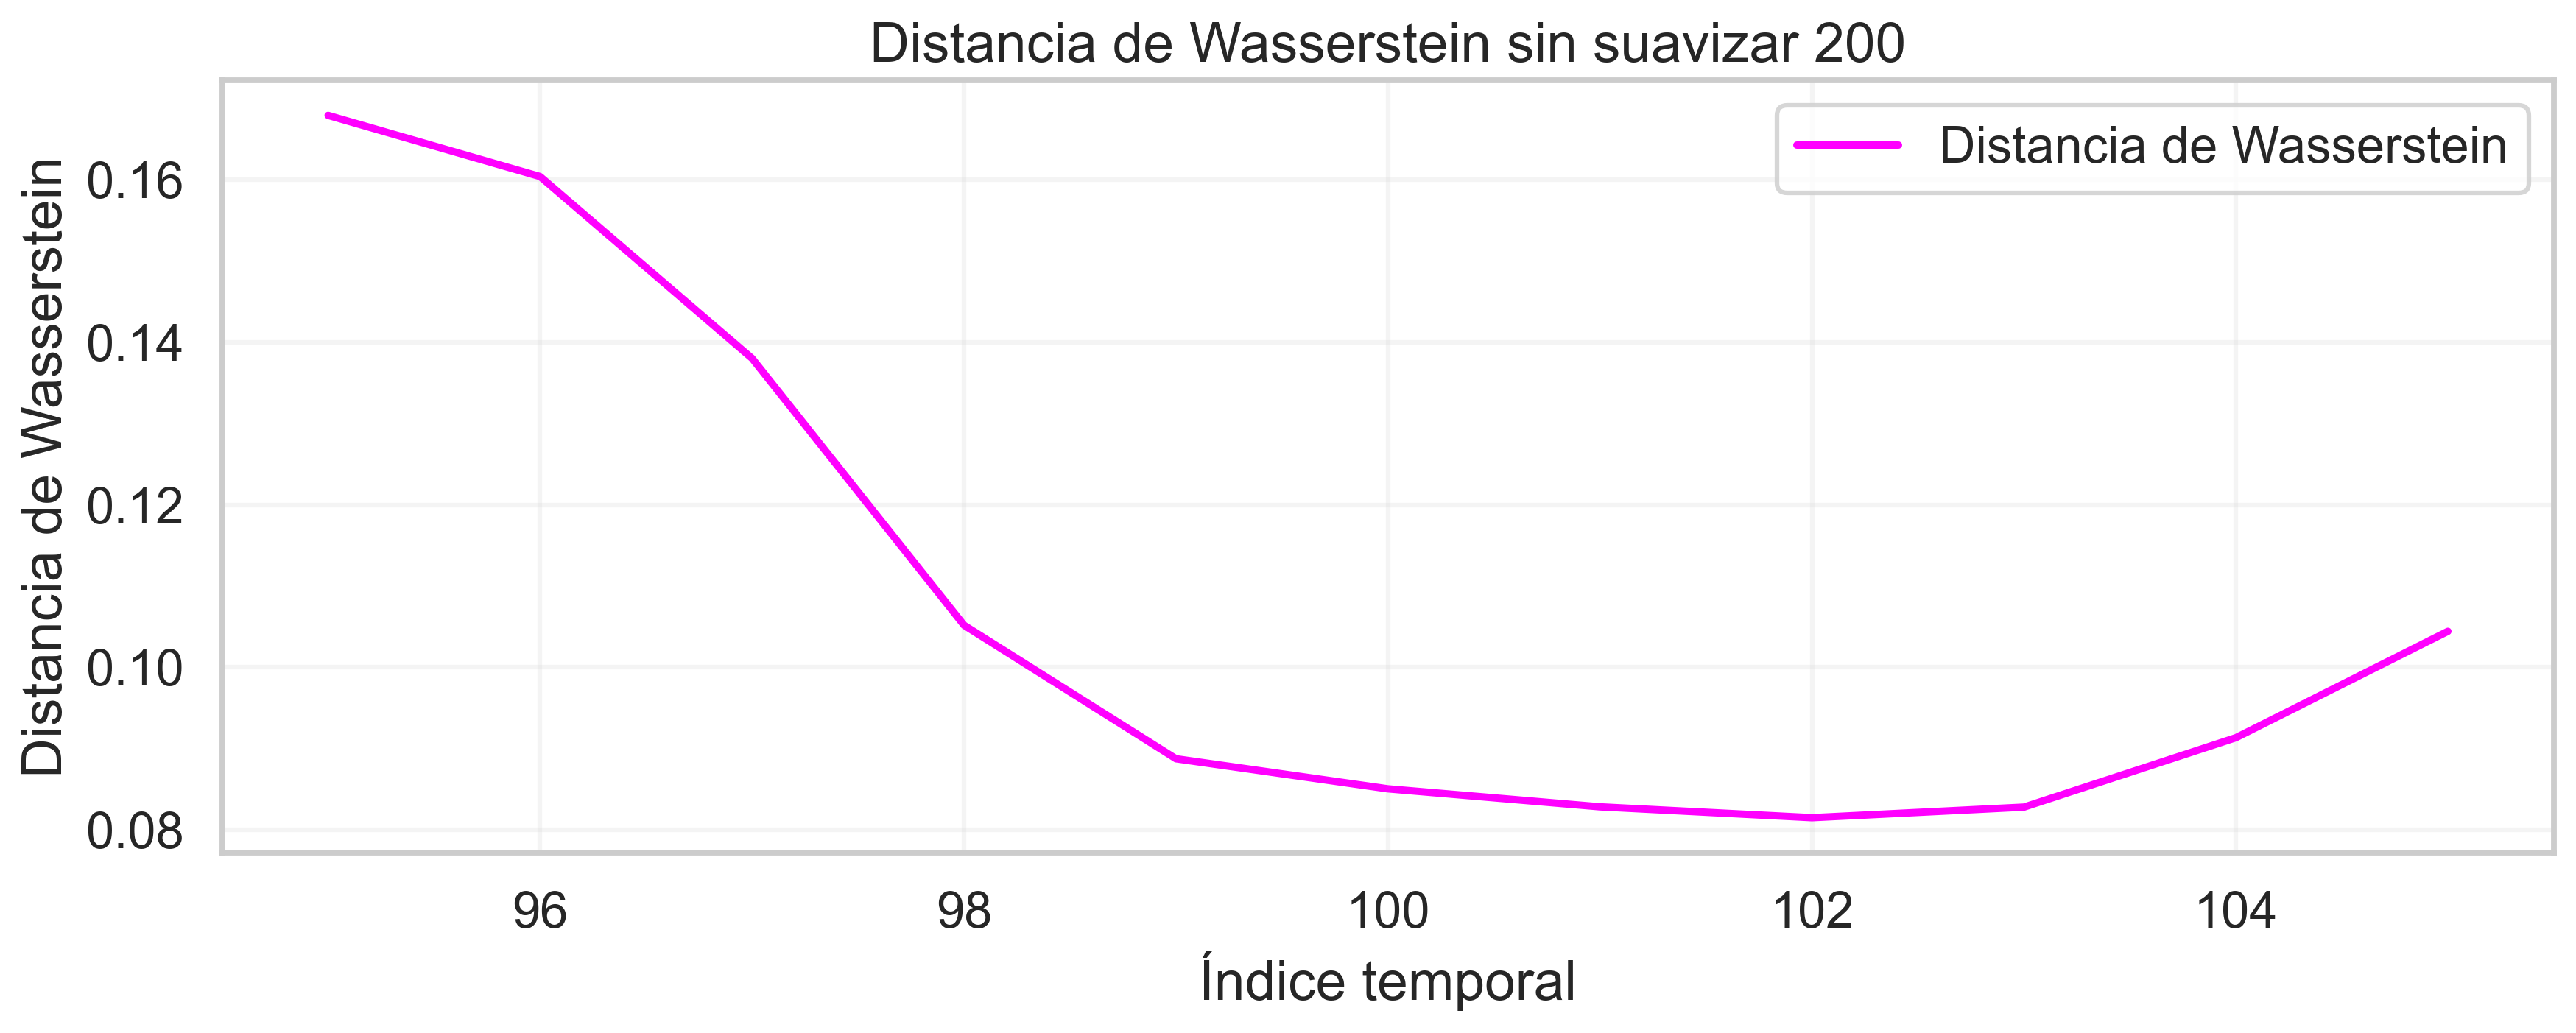 Distancia de Wasserstein sin suavizar 200
Distancia de Wasserstein
Distancia de Wasserstein
0.16
0.14
0.12
0.10
0.08
96 98 100 102 104
Índice temporal